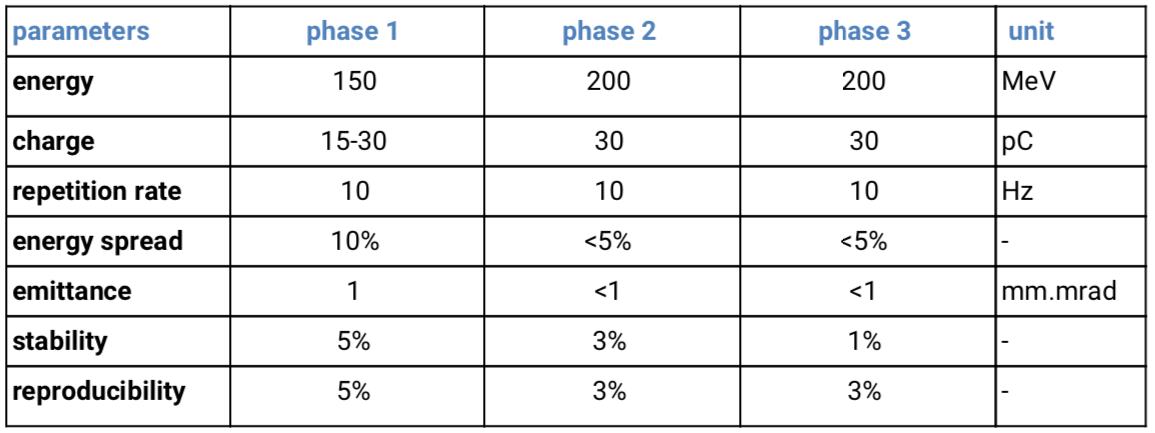 parameters phase 1 phase 2 phase 3 unit
energy 150 200 200 MeV
charge 15-30 30 30 pC
repetition rate 10 10 10 Hz
energy spread 10% <5% <5% -
emittance 1 <1 <1 mm.mrad
stability 5% 3% 1% -
reproducibility 5% 3% 3% -